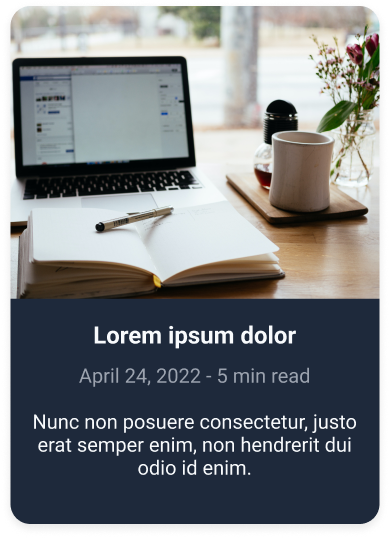 Lorem ipsum dolor
April 24, 2022 - 5 min read
Nunc non posuere consectetur, justo
erat semper enim, non hendrerit dui
odio id enim.